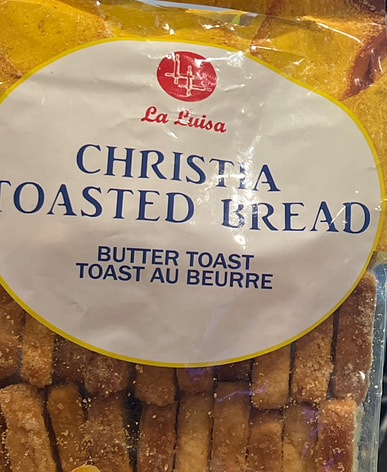 La Luisa
CHRISTIA
TOASTED BREAD
BUTTER TOAST
TOAST AU BEURRE